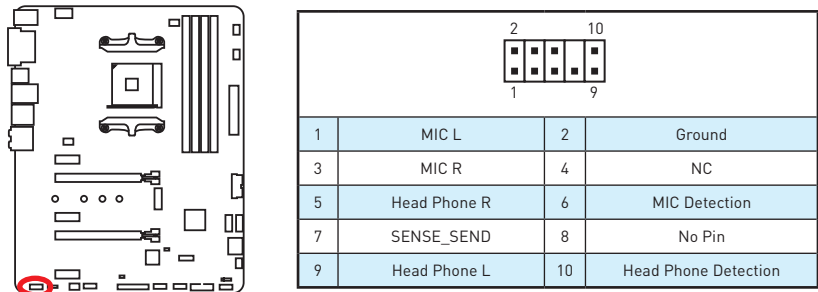 2 10
1 9
1 MIC L 2 Ground
3 MIC R 4 NC
5 Head Phone R 6 MIC Detection
7 SENSE_SEND 8 No Pin
9 Head Phone L 10 Head Phone Detection